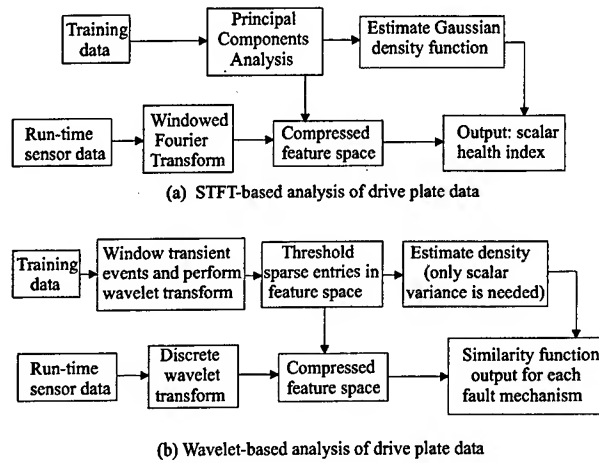 Training
data
Principal
Components
Analysis
Estimate Gaussian
density function
Run-time
sensor data
Windowed
Fourier
Transform
Compressed
feature space
Output: scalar
health index
(a) STFT-based analysis of drive plate data
Training
data
Window transient
events and perform
wavelet transform
Threshold
sparse entries in
feature space
Estimate density
(only scalar
variance is needed)
Run-time
sensor data
Discrete
wavelet
transform
Compressed
feature space
Similarity function
output for each
fault mechanism
(b) Wavelet-based analysis of drive plate data